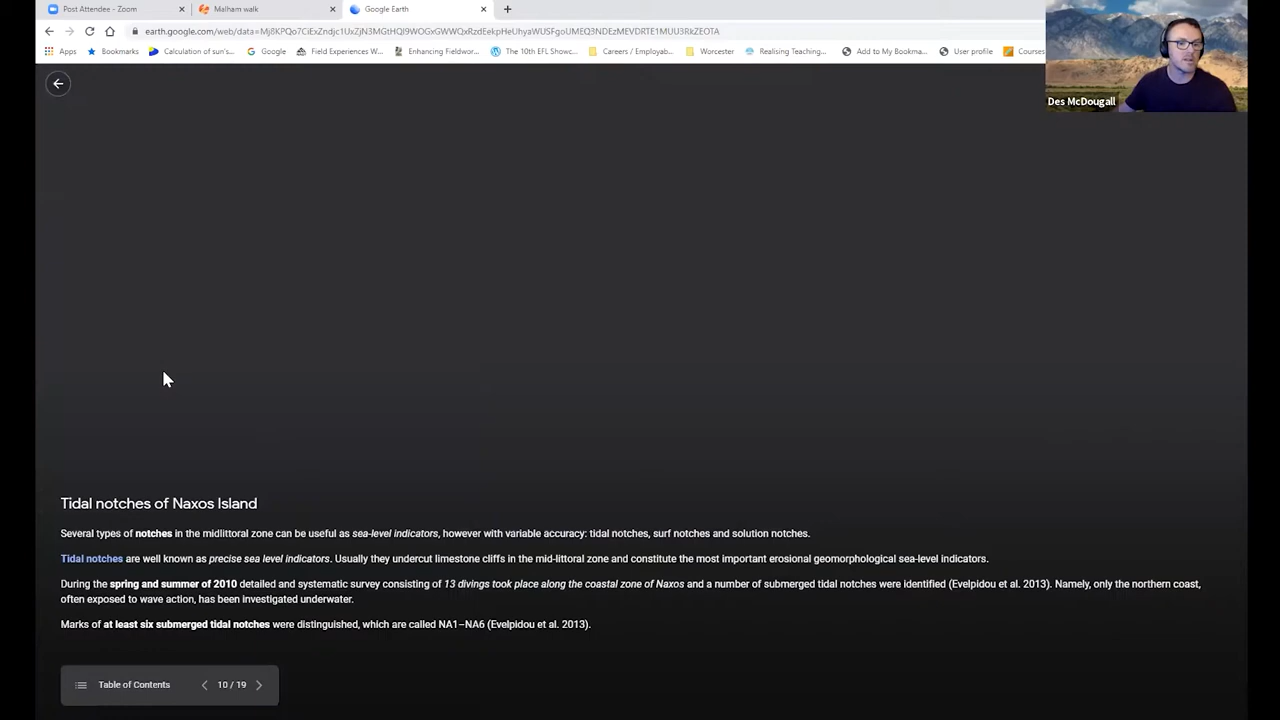 Post Attendee - Zoom
Malham walk
Google Earth
Apps
Bookmarks
Calculation of sun's...
Google
Field Experiences W...
Enhancing Fieldwor...
The 10th EFL Showc...
Careers / Employab...
Worcester
Realising Teaching...
Add to My Bookma...
User profile
Courses
Des McDougall
Tidal notches of Naxos Island
Several types of notches in the midlittoral zone can be useful as sea-level indicators, however with variable accuracy: tidal notches, surf notches and solution notches.
Tidal notches are well known as precise sea level indicators. Usually they undercut limestone cliffs in the mid-littoral zone and constitute the most important erosional geomorphological sea-level indicators.
During the spring and summer of 2010 detailed and systematic survey consisting of 13 divings took place along the coastal zone of Naxos and a number of submerged tidal notches were identified (Evelpidou et al. 2013). Namely, only the northern coast,
often exposed to wave action, has been investigated underwater.
Marks of at least six submerged tidal notches were distinguished, which are called NA1–NA6 (Evelpidou et al. 2013).
Table of Contents
10 / 19